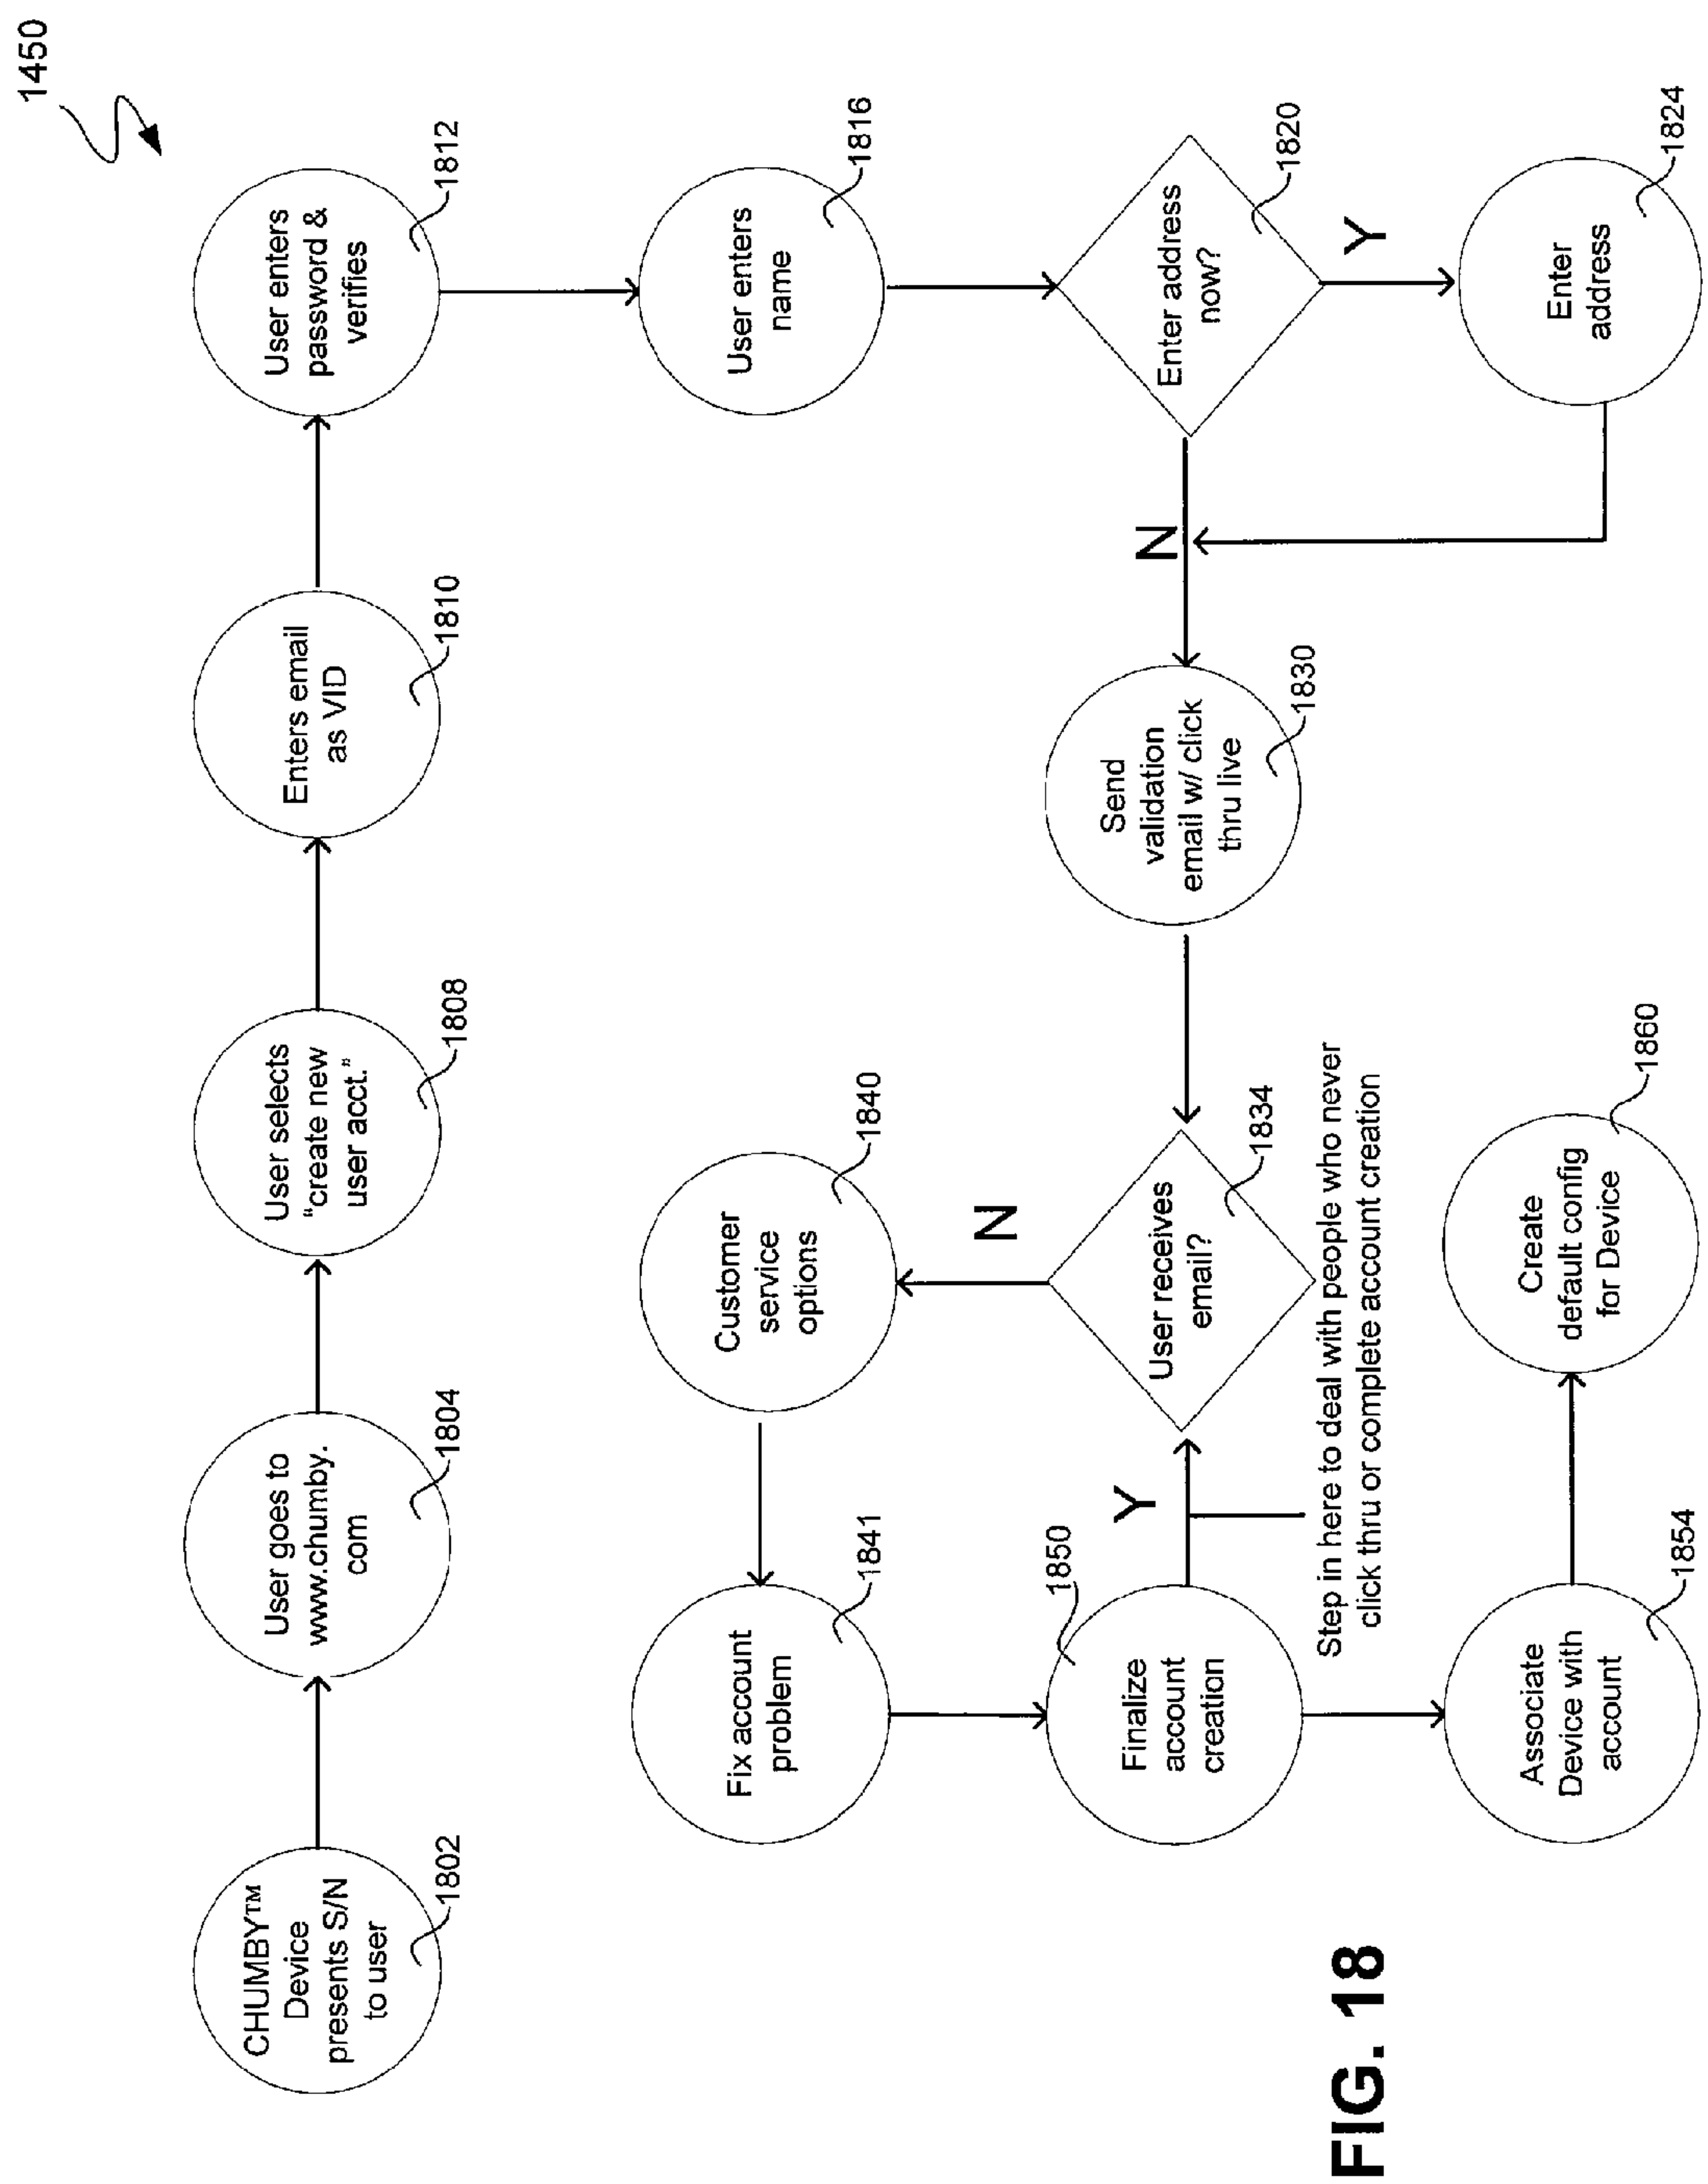 1450
CHUMBY™
Device
presents S/N
to user
1802
User goes to
www.chumby.
com
1804
User selects
“create new
user acct.”
1808
Enters email
as VID
1810
User enters
password &
verifies
1812
User enters
name
1816
Enter address
now?
1820
Y
N
Enter
address
1824
Send
validation
email w/ click
thru live
1830
User receives
email?
1834
N
Y
Customer
service
options
1840
Fix account
problem
1841
Finalize
account
creation
1850
Step in here to deal with people who never
click thru or complete account creation
Associate
Device with
account
1854
Create
default config
for Device
1860
FIG. 18